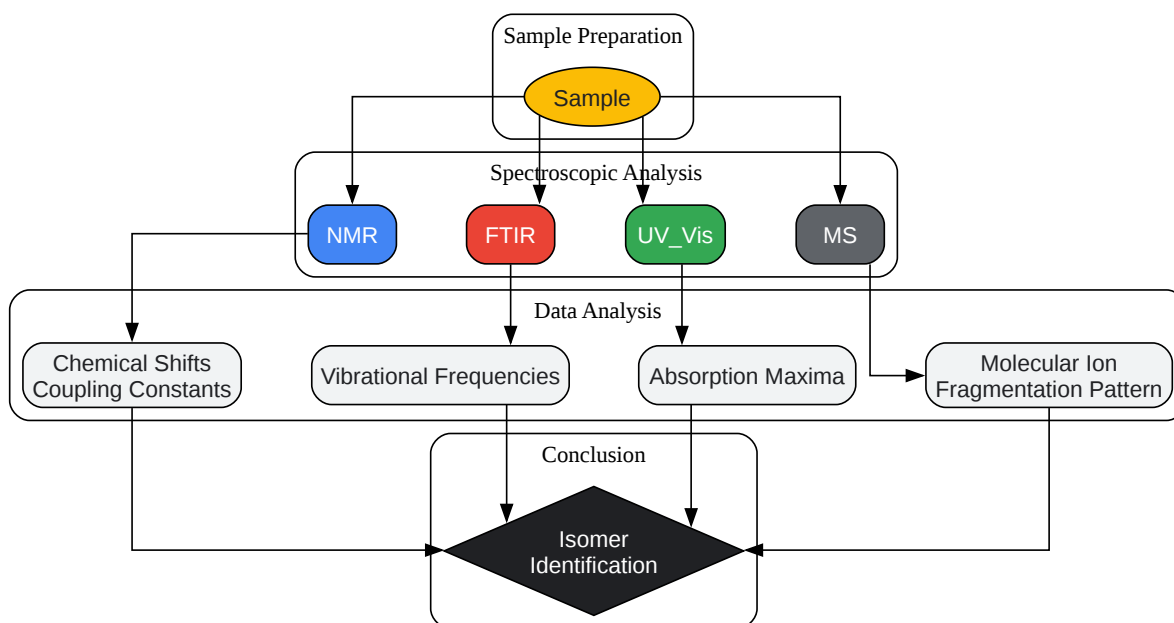 Sample Preparation
Sample
Spectroscopic Analysis
NMR
FTIR
UV_Vis
MS
Data Analysis
Chemical Shifts
Coupling Constants
Vibrational Frequencies
Absorption Maxima
Molecular Ion
Fragmentation Pattern
Conclusion
Isomer
Identification